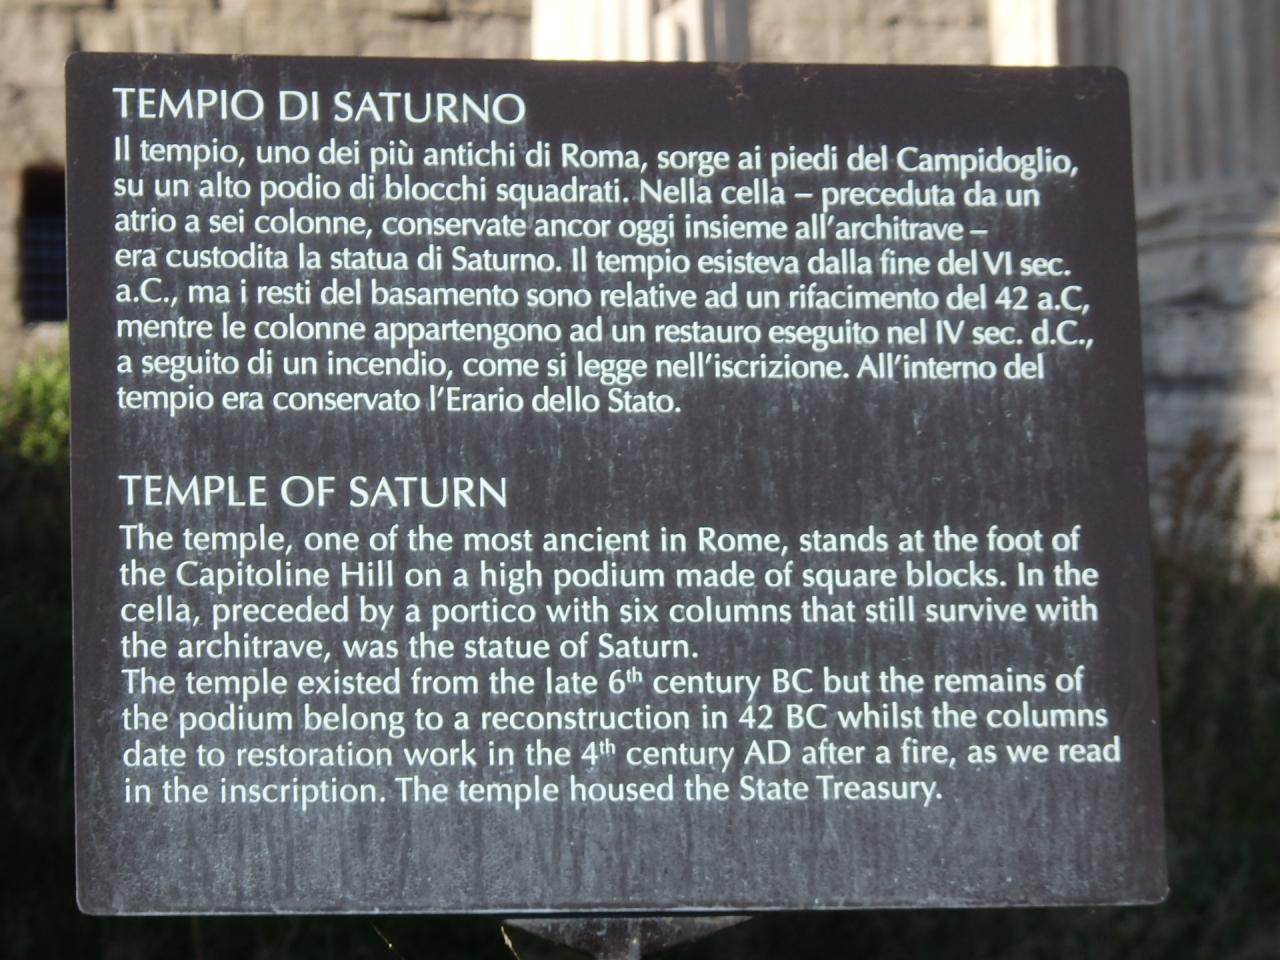 TEMPIO DI SATURNO
Il tempio, uno dei più antichi di Roma, sorge ai piedi del Campidoglio,
su un alto podio di blocchi squadrati. Nella cella – preceduta da un
atrio a sei colonne, conservate ancor oggi insieme all'architrave –
era custodita la statua di Saturno. Il tempio esisteva dalla fine del VI sec.
a.C., ma i resti del basamento sono relative ad un rifacimento del 42 a.C,
mentre le colonne appartengono ad un restauro eseguito nel IV sec. d.C.,
a seguito di un incendio, come si legge nell'iscrizione. All'interno del
tempio era conservato l'Erario dello Stato.
TEMPLE OF SATURN
The temple, one of the most ancient in Rome, stands at the foot of
the Capitoline Hill on a high podium made of square blocks. In the
cella, preceded by a portico with six columns that still survive with
the architrave, was the statue of Saturn.
The temple existed from the late 6th century BC but the remains of
the podium belong to a reconstruction in 42 BC whilst the columns
date to restoration work in the 4th century AD after a fire, as we read
in the inscription. The temple housed the State Treasury.